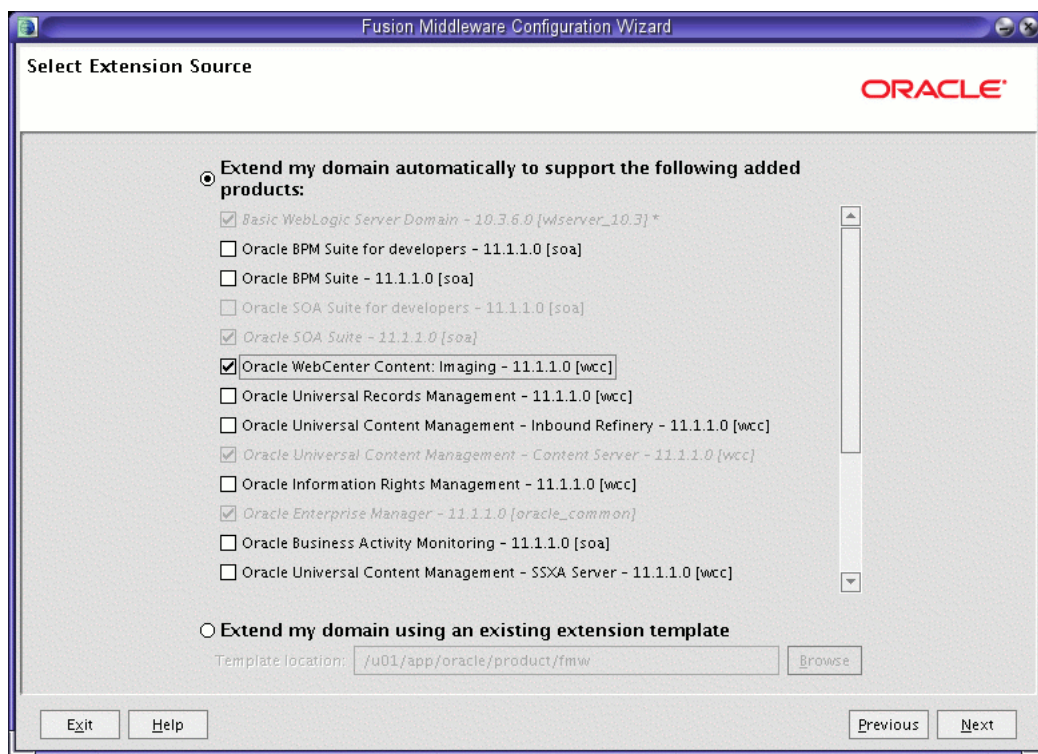 Fusion Middleware Configuration Wizard
Select Extension Source
ORACLE
Extend my domain automatically to support the following added
products:
Basic WebLogic Server Domain - 10.3.6.0 [wlserver_10.3] *
Oracle BPM Suite for developers - 11.1.1.0 [soa]
Oracle BPM Suite - 11.1.1.0 [soa]
Oracle SOA Suite for developers - 11.1.1.0 [soa]
Oracle SOA Suite - 11.1.1.0 [soa]
Oracle WebCenter Content: Imaging - 11.1.1.0 [wcc]
Oracle Universal Records Management - 11.1.1.0 [wcc]
Oracle Universal Content Management - Inbound Refinery - 11.1.1.0 [wcc]
Oracle Universal Content Management - Content Server - 11.1.1.0 [wcc]
Oracle Information Rights Management - 11.1.1.0 [wcc]
Oracle Enterprise Manager - 11.1.1.0 [oracle_common]
Oracle Business Activity Monitoring - 11.1.1.0 [soa]
Oracle Universal Content Management - SSXA Server - 11.1.1.0 [wcc]
Extend my domain using an existing extension template
Template location: /u01/app/oracle/product/fmw Browse
Exit Help Previous Next